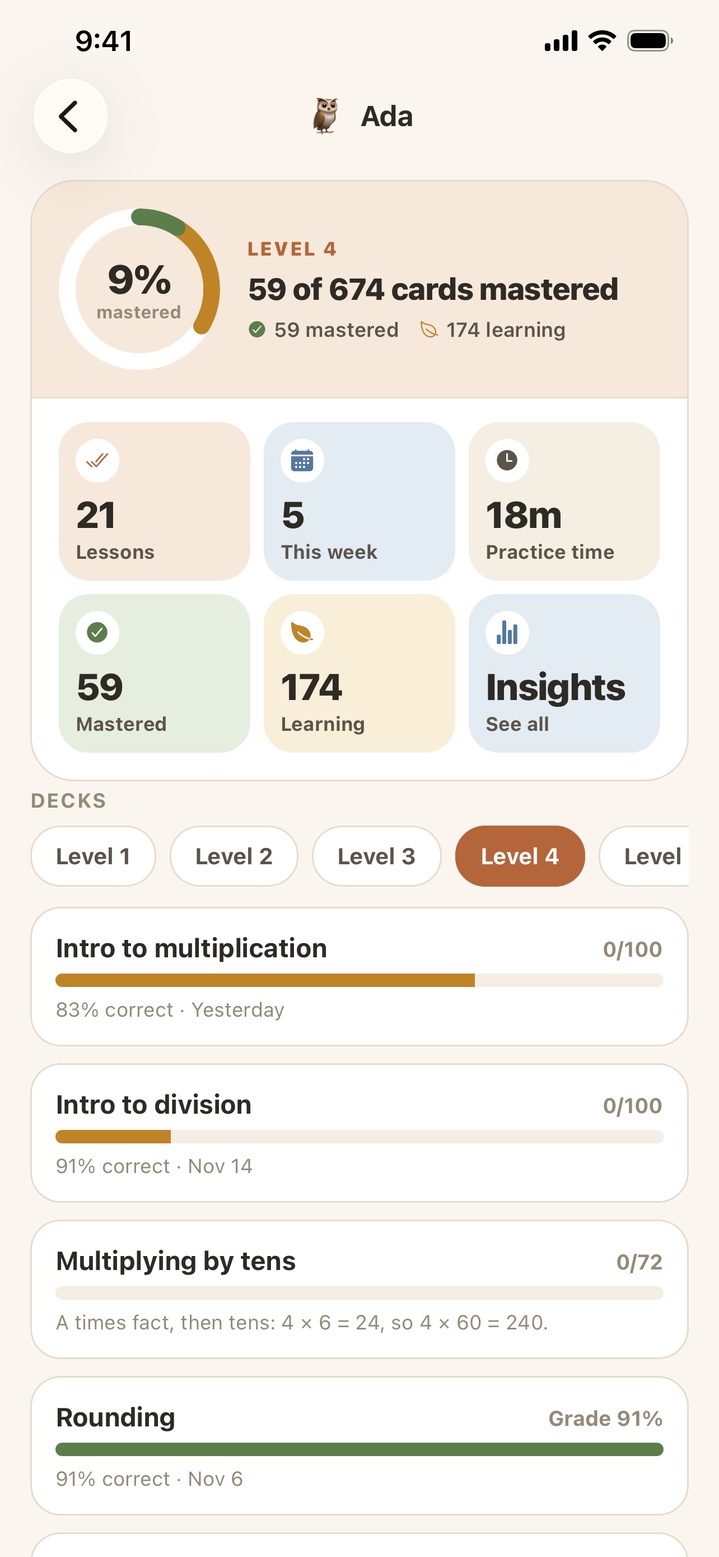 9:41
Ada
9%
mastered
LEVEL 4
59 of 674 cards mastered
59 mastered 174 learning
21
Lessons
5
This week
18m
Practice time
59
Mastered
174
Learning
Insights
See all
DECKS
Level 1 Level 2 Level 3 Level 4 Level
Intro to multiplication 0/100
83% correct · Yesterday
Intro to division 0/100
91% correct · Nov 14
Multiplying by tens 0/72
A times fact, then tens: 4 × 6 = 24, so 4 × 60 = 240.
Rounding Grade 91%
91% correct · Nov 6